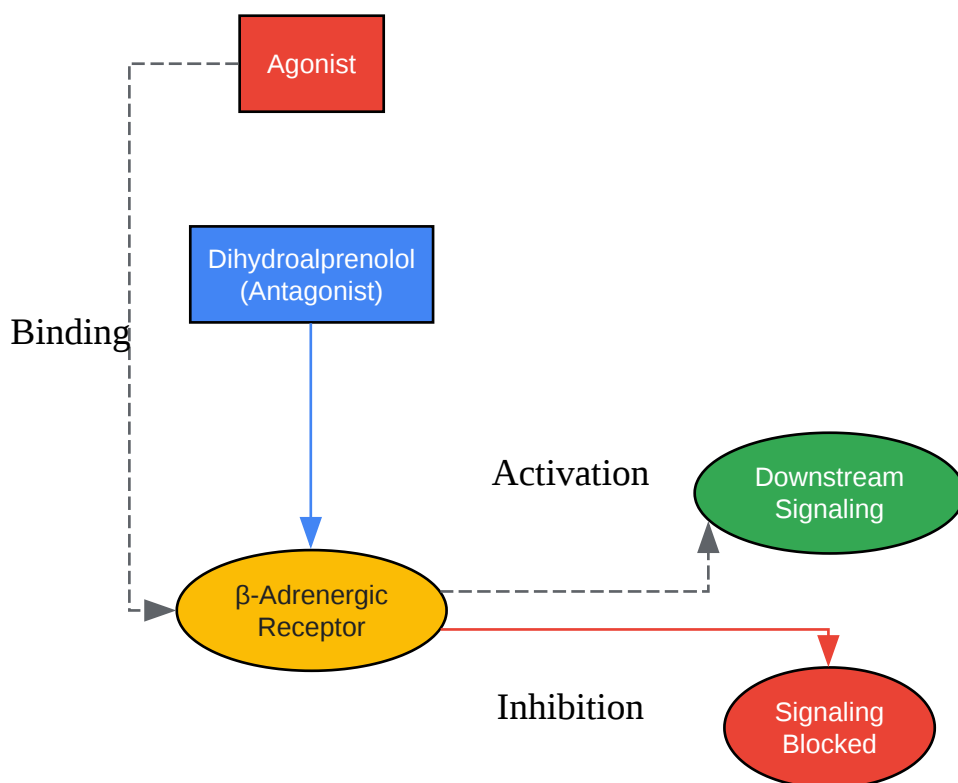 Agonist
Dihydroalprenolol
(Antagonist)
Binding
Activation
Downstream
Signaling
β-Adrenergic
Receptor
Inhibition
Signaling
Blocked